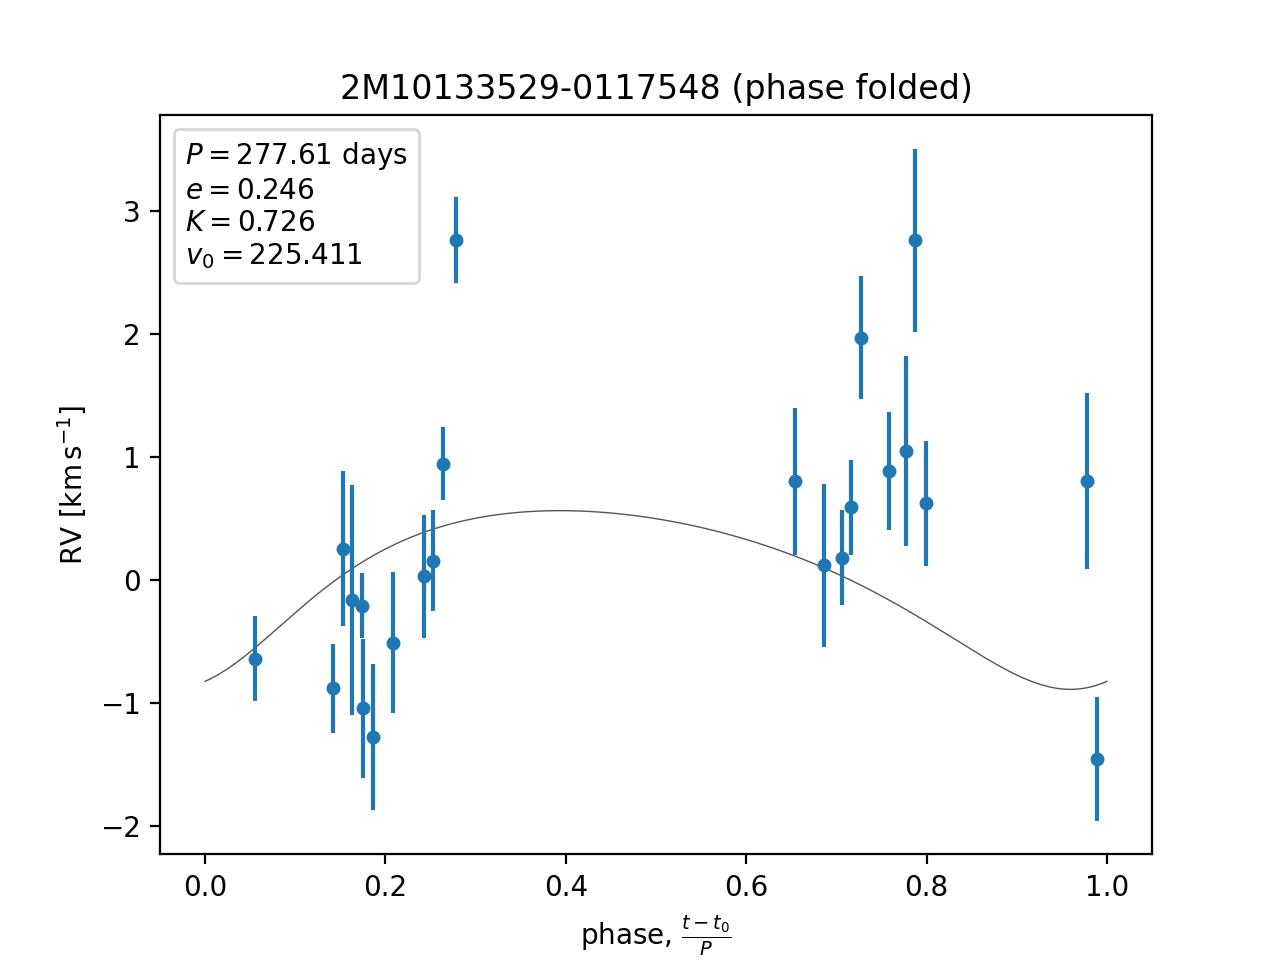 2M10133529-0117548 (phase folded)
P = 277.61 days
e = 0.246
K = 0.726
v₀ = 225.411
3
2
1
0
−1
−2
RV [km s⁻¹]
0.0 0.2 0.4 0.6 0.8 1.0
phase, (t − t₀)/P